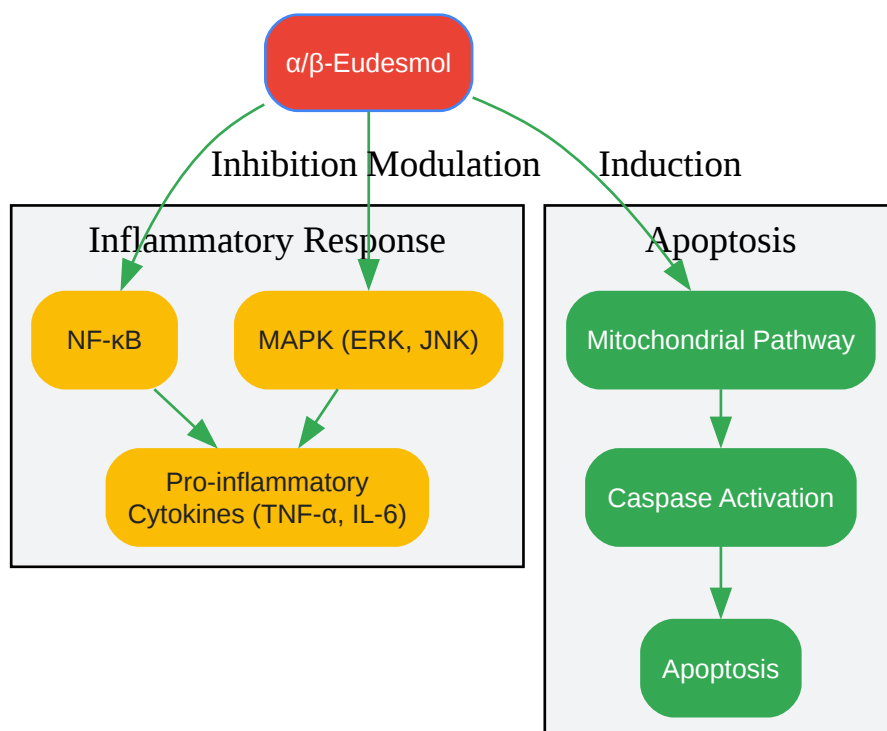 α/β-Eudesmol
Inhibition
Modulation
Induction
Inflammatory Response
Apoptosis
NF-κB
MAPK (ERK, JNK)
Mitochondrial Pathway
Pro-inflammatory
Cytokines (TNF-α, IL-6)
Caspase Activation
Apoptosis